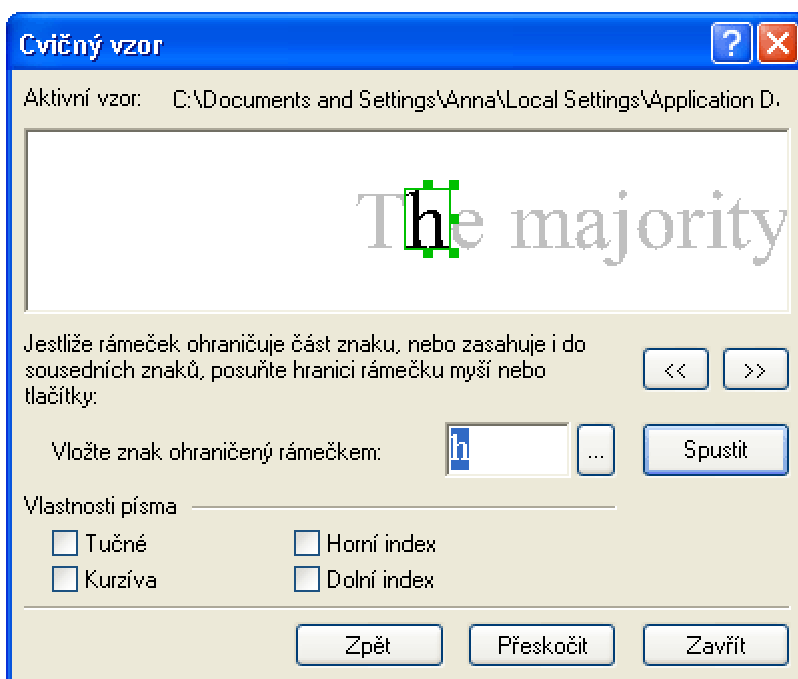 Cvičný vzor
Aktivní vzor: C:\Documents and Settings\Anna\Local Settings\Application D.
The majority
Jestliže rámeček ohraničuje část znaku, nebo zasahuje i do
sousedních znaků, posuňte hranici rámečku myší nebo
tlačítky:
<< >>
Vložte znak ohraničený rámečkem: h ... Spustit
Vlastnosti písma
Tučné Horní index
Kurzíva Dolní index
Zpět Přeskočit Zavřít